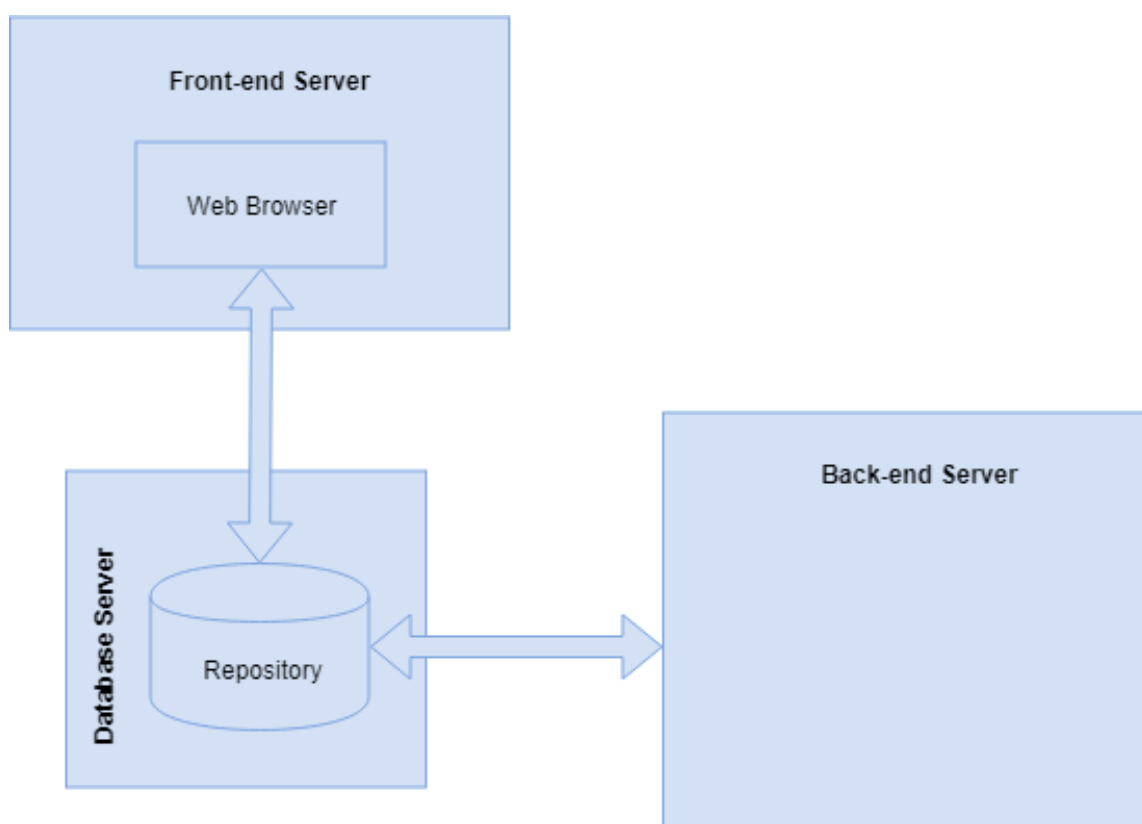 Front-end Server
Web Browser
Back-end Server
Database Server
Repository